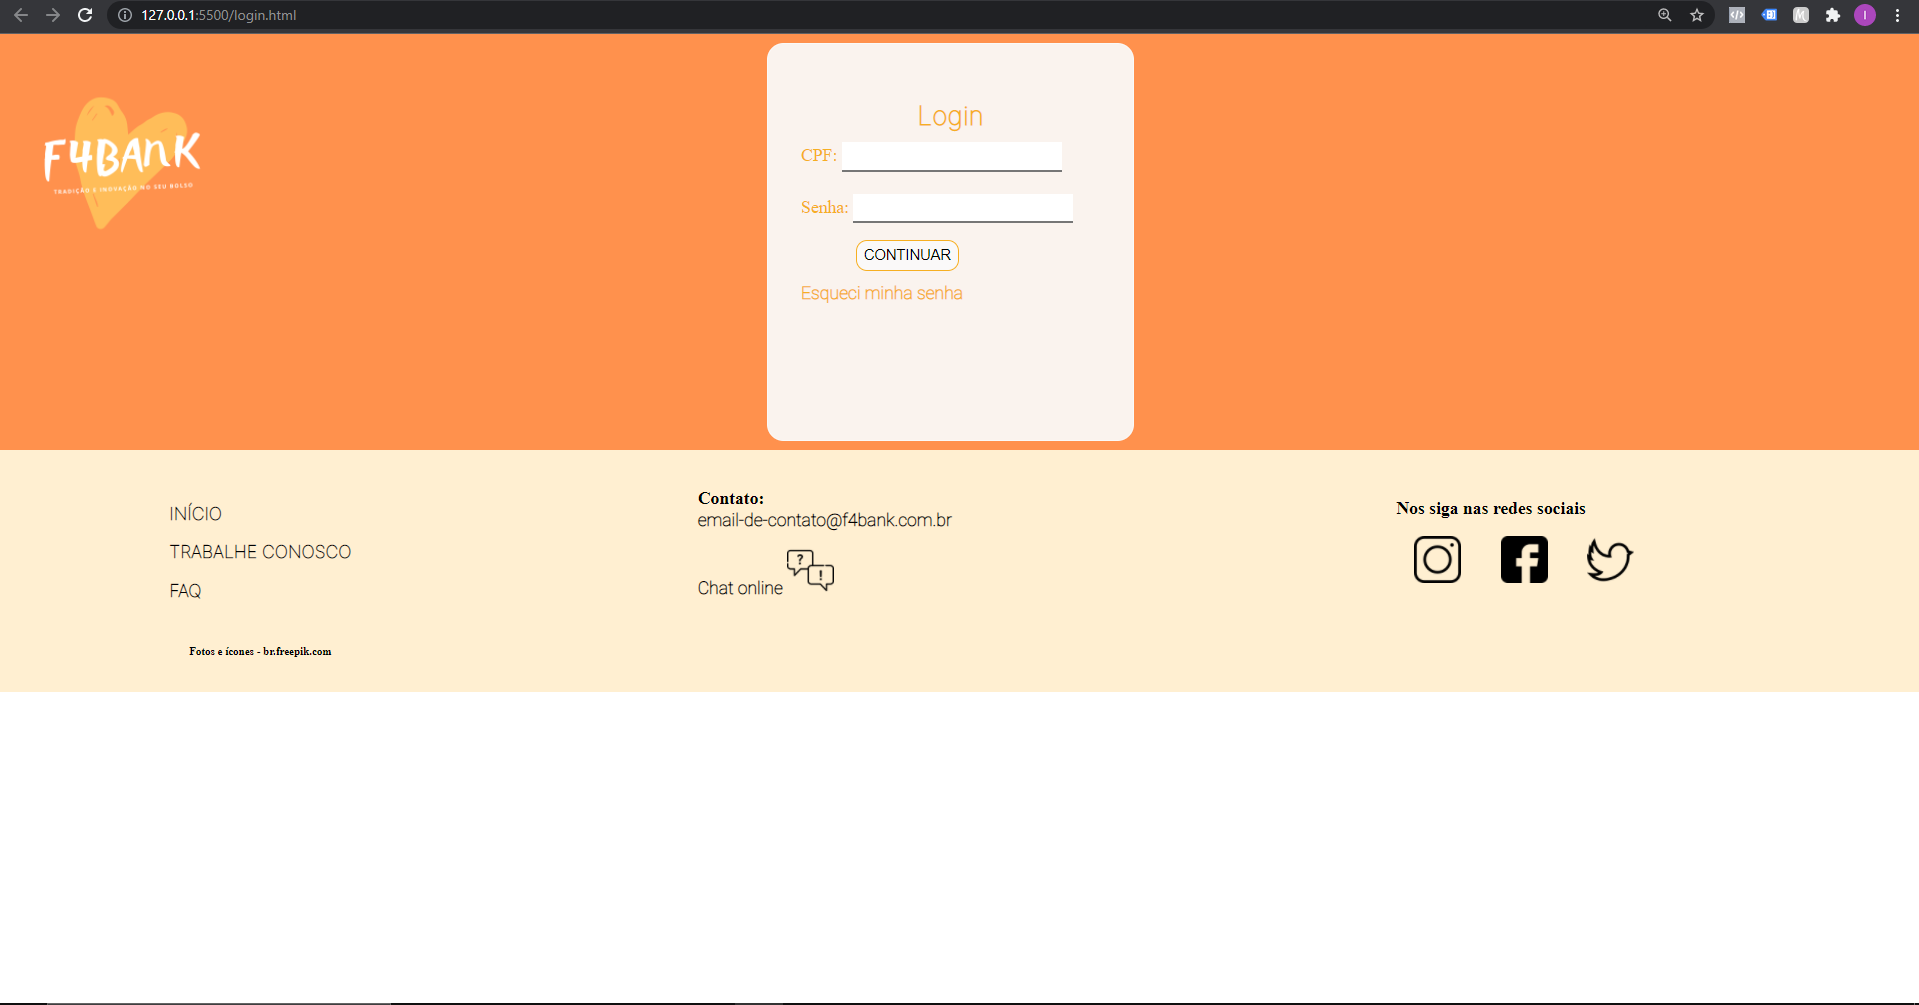 127.0.0.1:5500/login.html
F4BANK
TRADIÇÃO E INOVAÇÃO NO SEU BOLSO
Login
CPF:
Senha:
CONTINUAR
Esqueci minha senha
INÍCIO
TRABALHE CONOSCO
FAQ
Fotos e ícones - br.freepik.com
Contato:
email-de-contato@f4bank.com.br
Chat online
Nos siga nas redes sociais